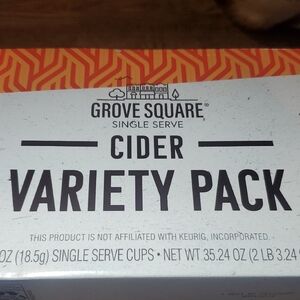 GROVE SQUARE®
SINGLE SERVE
CIDER
VARIETY PACK
THIS PRODUCT IS NOT AFFILIATED WITH KEURIG, INCORPORATED.
OZ (18.5g) SINGLE SERVE CUPS • NET WT 35.24 OZ (2 LB 3.24